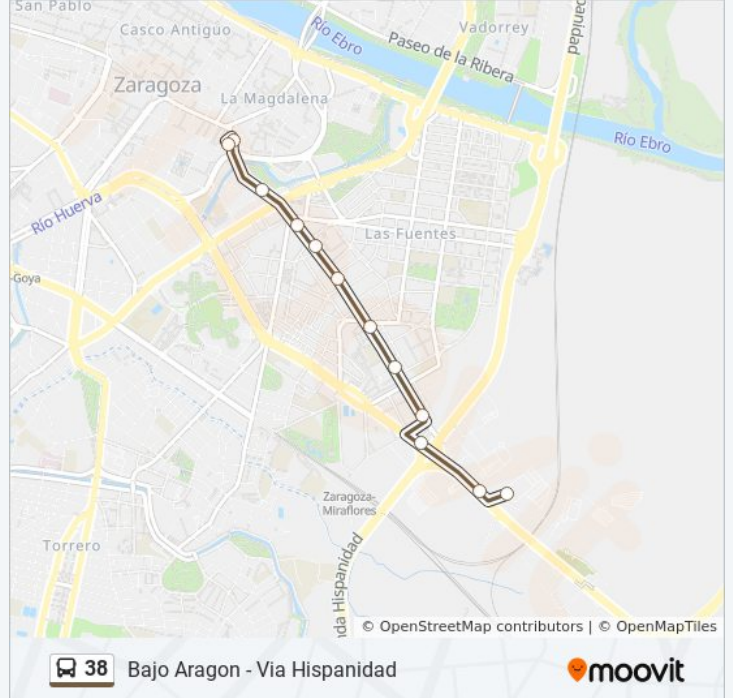 San Pablo
Casco Antiguo
Río Ebro
Vadorrey
panidad
Paseo de la Ribera
Zaragoza
La Magdalena
Río Ebro
Río Huerva
Las Fuentes
-Goya
Zaragoza-
Miraflores
Torrero
nda Hispanidad
© OpenStreetMap contributors | © OpenMapTiles
38 Bajo Aragon - Via Hispanidad
moovit